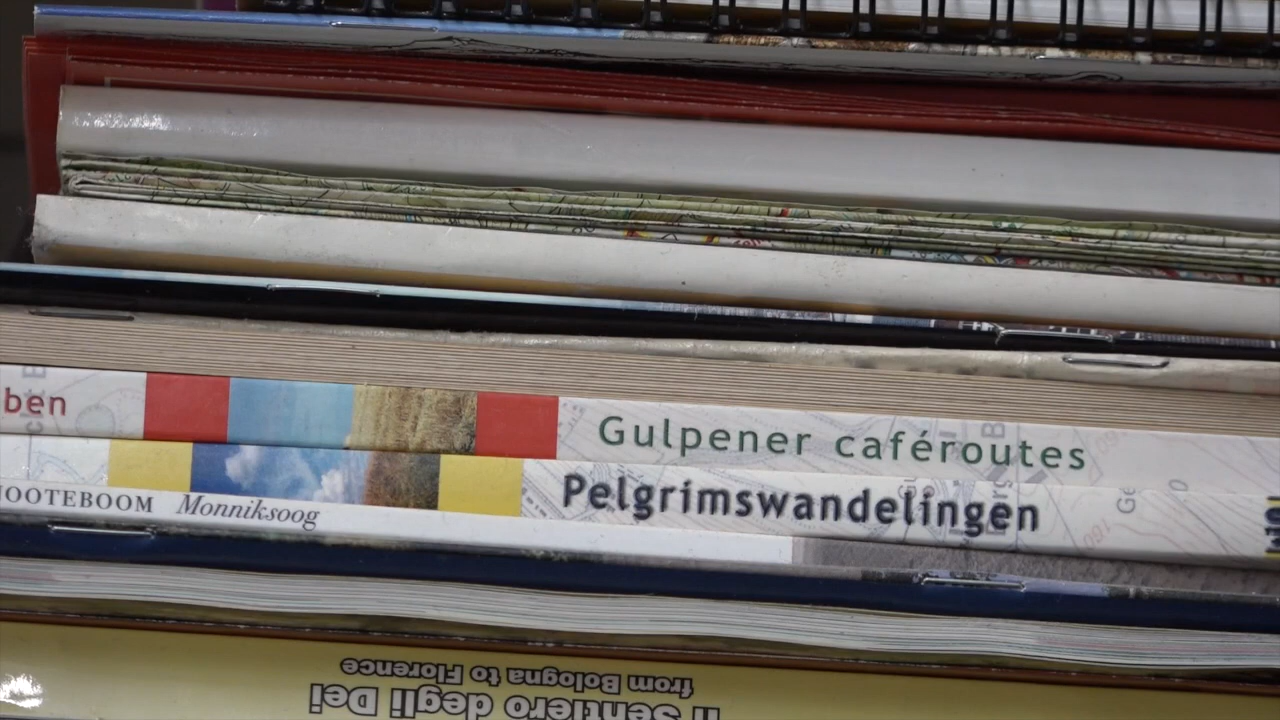 ben
Gulpener caféroutes
NOOTEBOOM Monniksoog
Pelgrimswandelingen
Il Sentiero degli Dei
from Bologna to Florence